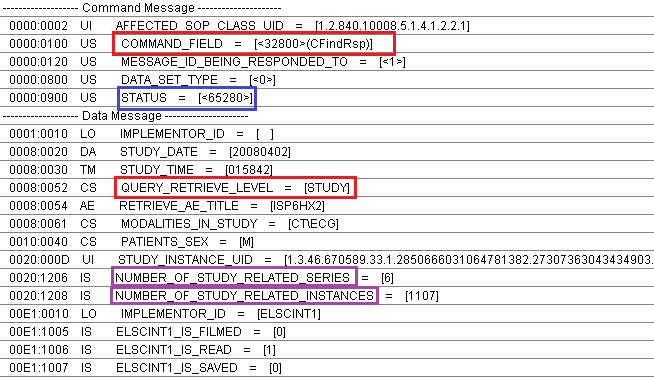 ------------------- Command Message ---------------------
0000:0002 UI AFFECTED_SOP_CLASS_UID = [1.2.840.10008.5.1.4.1.2.2.1]
0000:0100 US COMMAND_FIELD = [<32800>(CFindRsp)]
0000:0120 US MESSAGE_ID_BEING_RESPONDED_TO = [<1>]
0000:0800 US DATA_SET_TYPE = [<0>]
0000:0900 US STATUS = [<65280>]
------------------- Data Message ---------------------
0001:0010 LO IMPLEMENTOR_ID = [ ]
0008:0020 DA STUDY_DATE = [20080402]
0008:0030 TM STUDY_TIME = [015842]
0008:0052 CS QUERY_RETRIEVE_LEVEL = [STUDY]
0008:0054 AE RETRIEVE_AE_TITLE = [ISP6HX2]
0008:0061 CS MODALITIES_IN_STUDY = [CT\ECG]
0010:0040 CS PATIENTS_SEX = [M]
0020:000D UI STUDY_INSTANCE_UID = [1.3.46.670589.33.1.2850666031064781382.27307363043434903.
0020:1206 IS NUMBER_OF_STUDY_RELATED_SERIES = [6]
0020:1208 IS NUMBER_OF_STUDY_RELATED_INSTANCES = [1107]
00E1:0010 LO IMPLEMENTOR_ID = [ELSCINT1]
00E1:1005 IS ELSCINT1_IS_FILMED = [0]
00E1:1006 IS ELSCINT1_IS_READ = [1]
00E1:1007 IS ELSCINT1_IS_SAVED = [0]